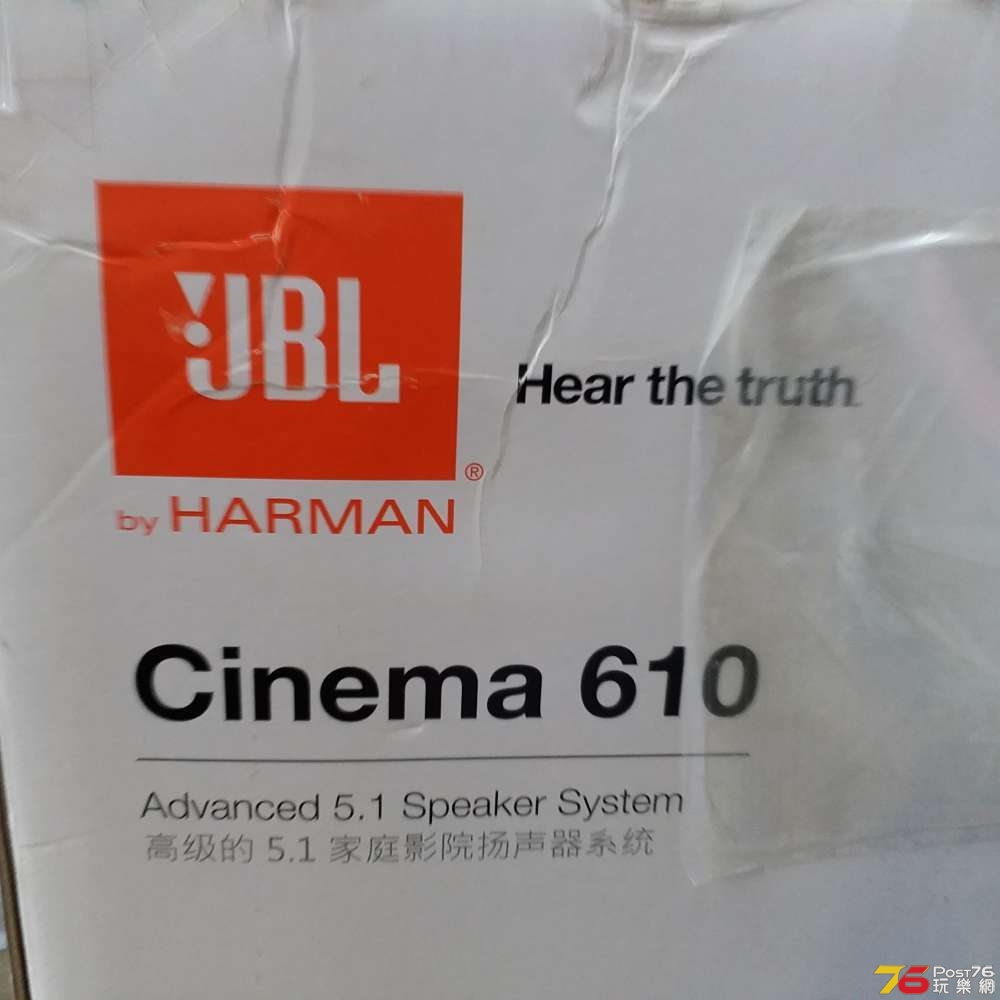 JBL
®
Hear the truth
by HARMAN
Cinema 610
Advanced 5.1 Speaker System
高级的 5.1 家庭影院扬声器系统
76 POST76
玩樂網